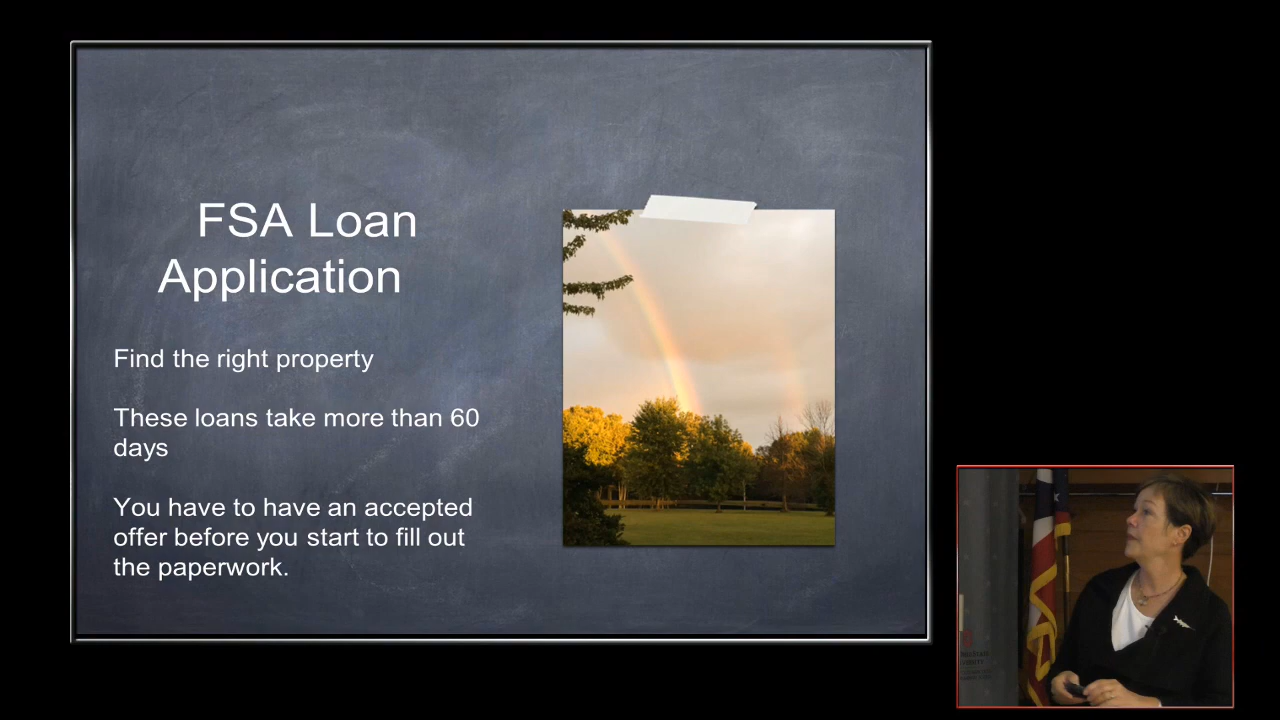 FSA Loan
Application
Find the right property
These loans take more than 60
days
You have to have an accepted
offer before you start to fill out
the paperwork.